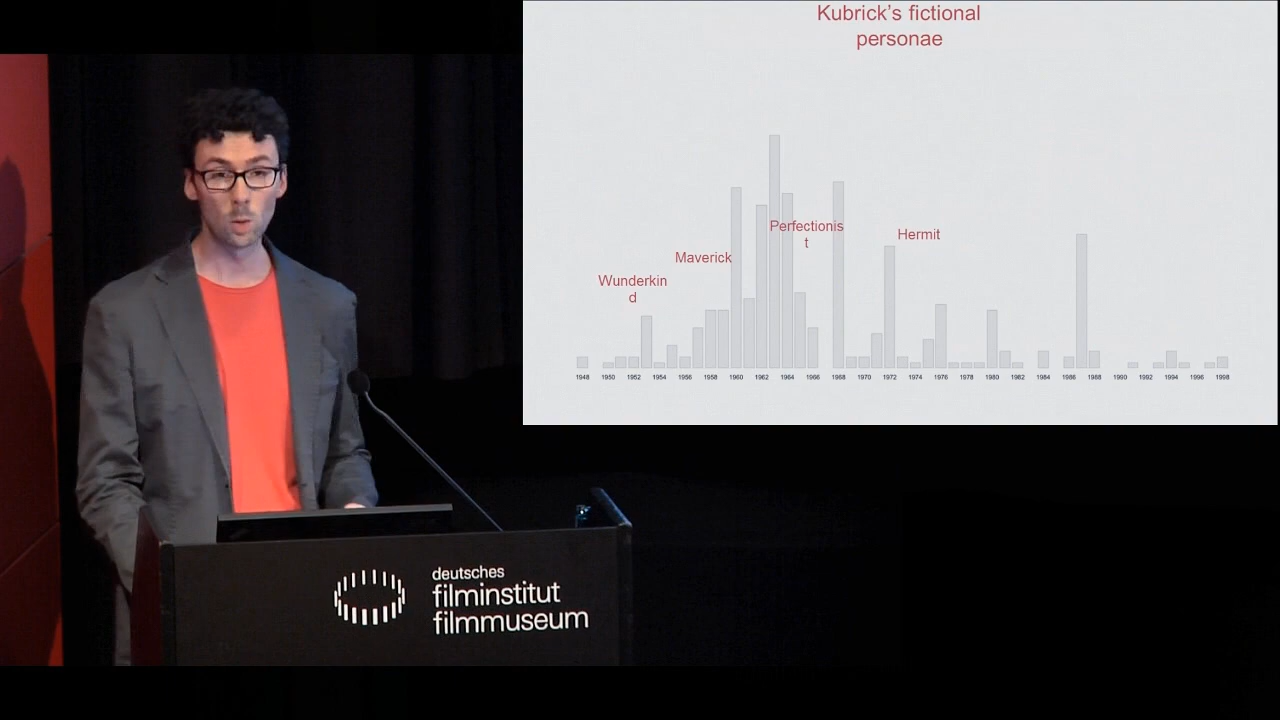 Kubrick's fictional
personae
Perfectionis
t
Hermit
Maverick
Wunderkin
d
1948 1950 1952 1954 1956 1958 1960 1962 1964 1966 1968 1970 1972 1974 1976 1978 1980 1982 1984 1986 1988 1990 1992 1994 1996 1998
deutsches
filminstitut
filmmuseum